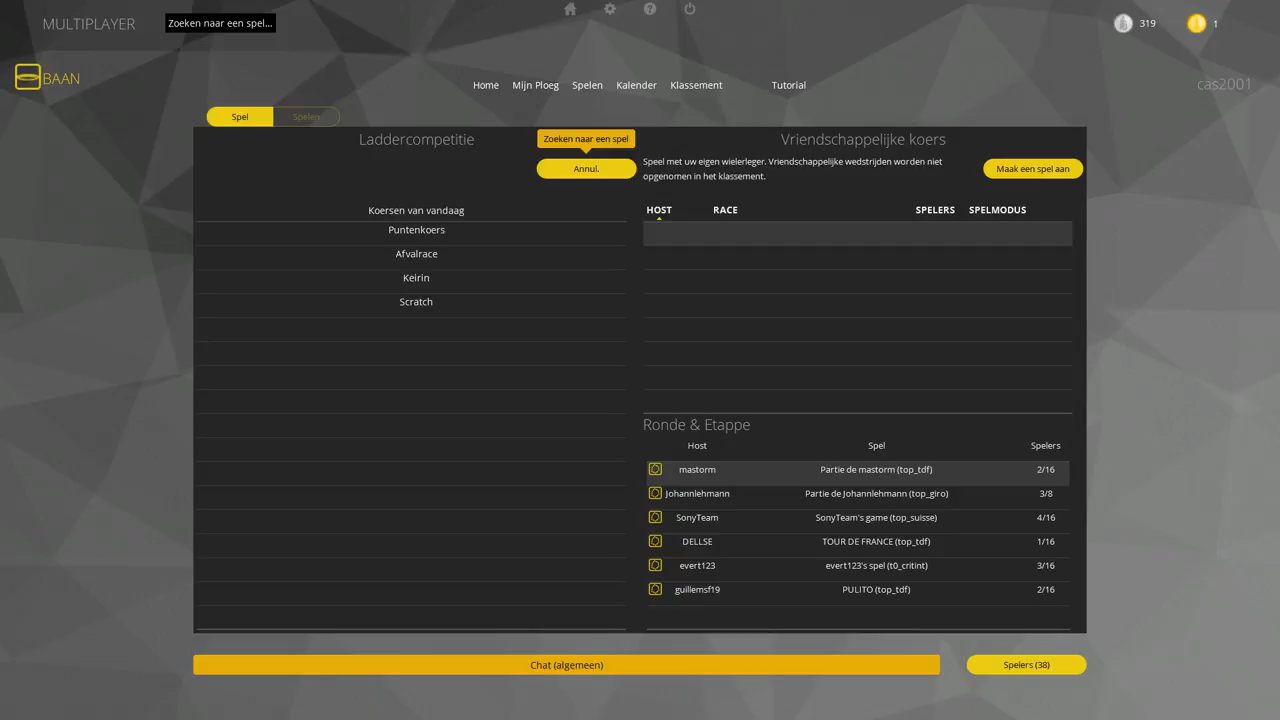 MULTIPLAYER
Zoeken naar een spel...
319
1
BAAN
Home Mijn Ploeg Spelen Kalender Klassement Tutorial
cas2001
Spel Spelen
Laddercompetitie
Zoeken naar een spel
Annul.
Vriendschappelijke koers
Speel met uw eigen wielerleger. Vriendschappelijke wedstrijden worden niet
opgenomen in het klassement.
Maak een spel aan
Koersen van vandaag
Puntenkoers
Afvalrace
Keirin
Scratch
HOST RACE SPELERS SPELMODUS
Ronde & Etappe
Host Spel Spelers
mastorm Partie de mastorm (top_tdf) 2/16
Johannlehmann Partie de Johannlehmann (top_giro) 3/8
SonyTeam SonyTeam's game (top_suisse) 4/16
DELLSE TOUR DE FRANCE (top_tdf) 1/16
evert123 evert123's spel (t0_critint) 3/16
guillemsf19 PULITO (top_tdf) 2/16
Chat (algemeen)
Spelers (38)